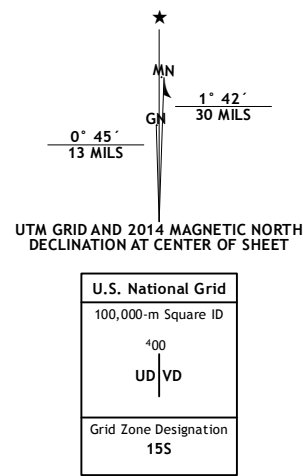 ★
MN
1° 42´
30 MILS
GN
0° 45´
13 MILS
UTM GRID AND 2014 MAGNETIC NORTH
DECLINATION AT CENTER OF SHEET
U.S. National Grid
100,000-m Square ID
⁴00
UD VD
Grid Zone Designation
15S